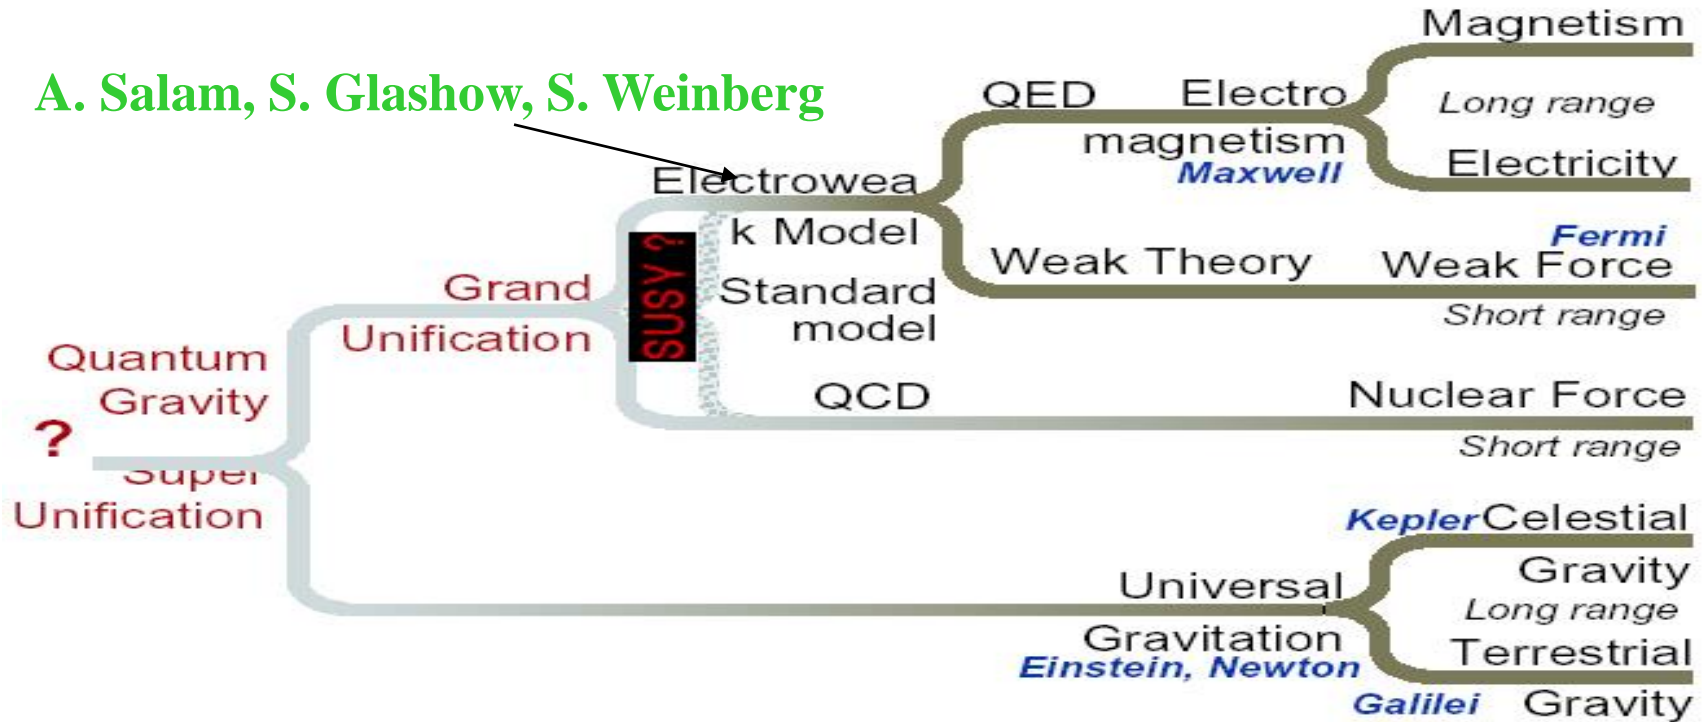 Magnetism
A. Salam, S. Glashow, S. Weinberg
QED Electro
magnetism
Maxwell
Long range
Electricity
Electrowea
k Model
Fermi
Weak Theory Weak Force
Short range
SUSY ?
Standard
model
Grand
Unification
Quantum
Gravity
?
Super
Unification
QCD
Nuclear Force
Short range
Kepler Celestial
Gravity
Long range
Universal
Gravitation
Einstein, Newton
Terrestrial
Galilei Gravity